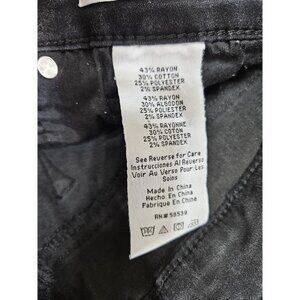 43% RAYON
30% COTTON
25% POLYESTER
2% SPANDEX
43% RAYON
30% ALGODON
25% POLIESTER
2% SPANDEX
43% RAYONNE
30% COTON
25% POLYESTER
2% SPANDEX
See Reverse for Care
Instrucciones Al Reverso
Voir Au Verso Pour Les
Soins
Made In China
Hecho En China
Fabrique En China
RN# 58539